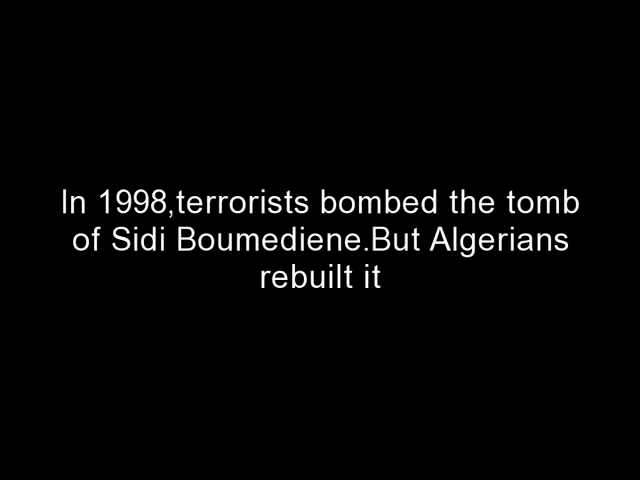 In 1998,terrorists bombed the tomb
of Sidi Boumediene.But Algerians
rebuilt it